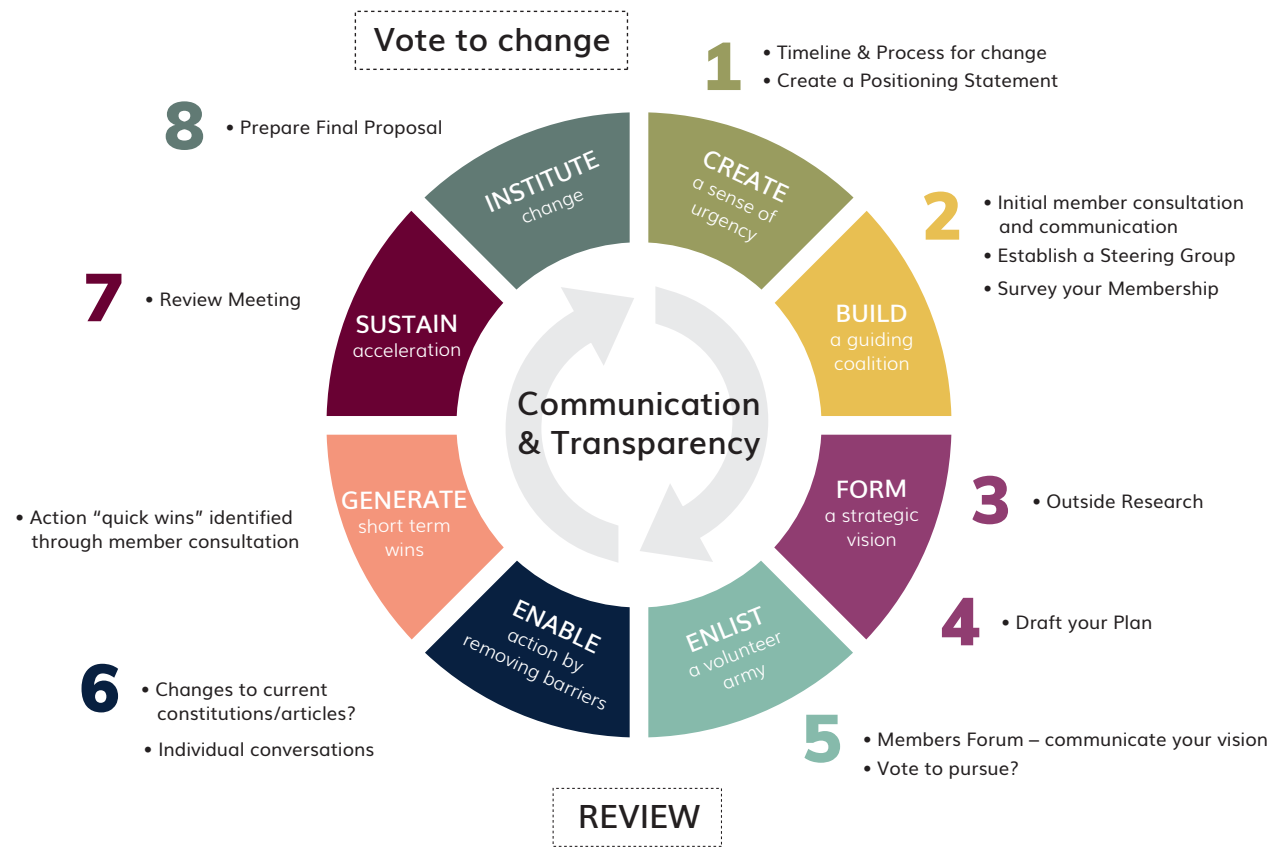 Vote to change
1
• Timeline & Process for change
• Create a Positioning Statement
CREATE
a sense of
urgency
2
• Initial member consultation
and communication
• Establish a Steering Group
• Survey your Membership
BUILD
a guiding
coalition
3
• Outside Research
FORM
a strategic
vision
4
• Draft your Plan
ENLIST
a volunteer
army
5
• Members Forum – communicate your vision
• Vote to pursue?
REVIEW
ENABLE
action by
removing barriers
6
• Changes to current
constitutions/articles?
• Individual conversations
GENERATE
short term
wins
• Action “quick wins” identified
through member consultation
SUSTAIN
acceleration
7
• Review Meeting
INSTITUTE
change
8
• Prepare Final Proposal
Communication
& Transparency